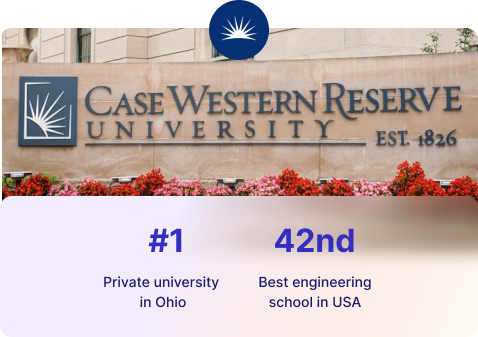 CASE WESTERN RESERVE
UNIVERSITY
EST. 1826
#1
Private university
in Ohio
42nd
Best engineering
school in USA